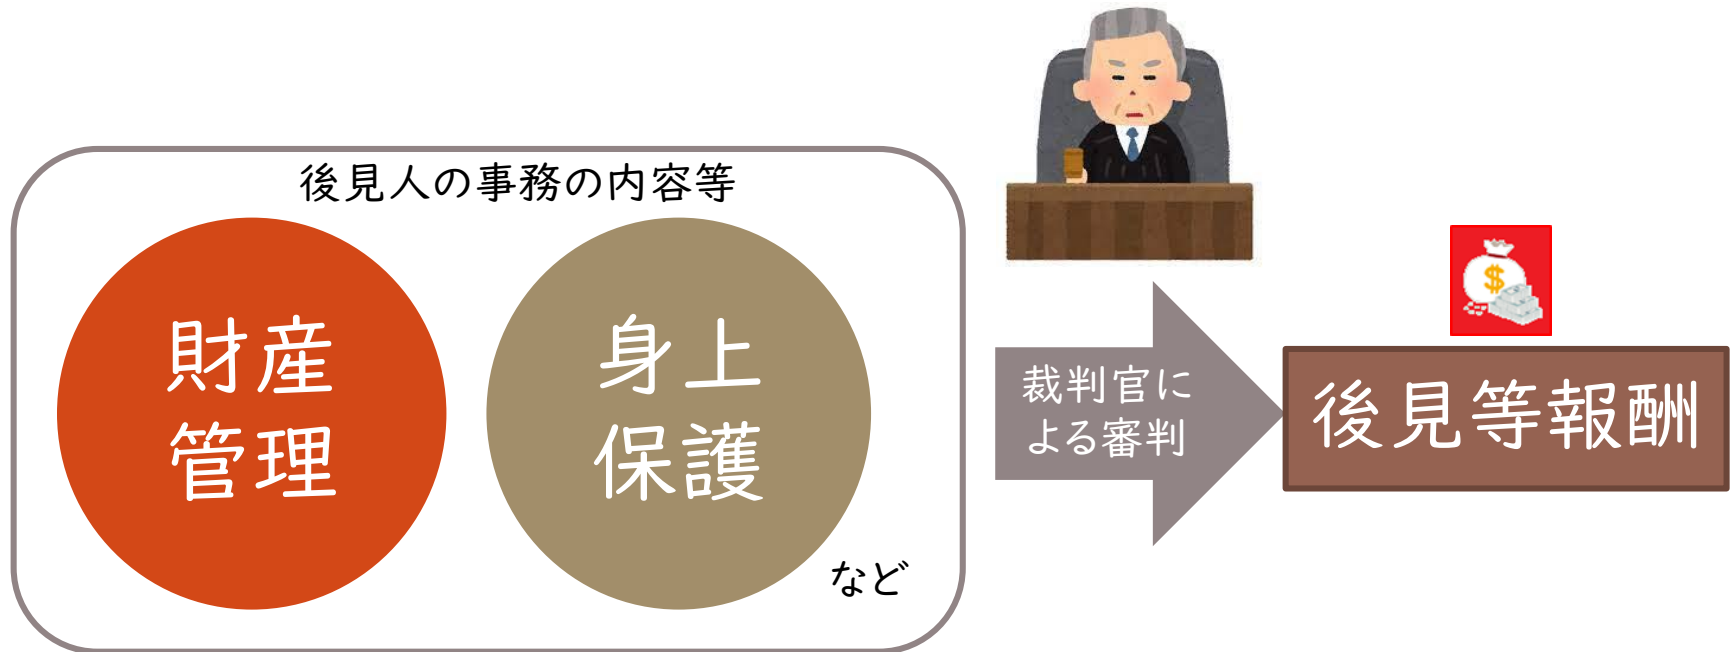 後見人の事務の内容等
財産
管理
身上
保護
など
裁判官に
よる審判
$
後見等報酬